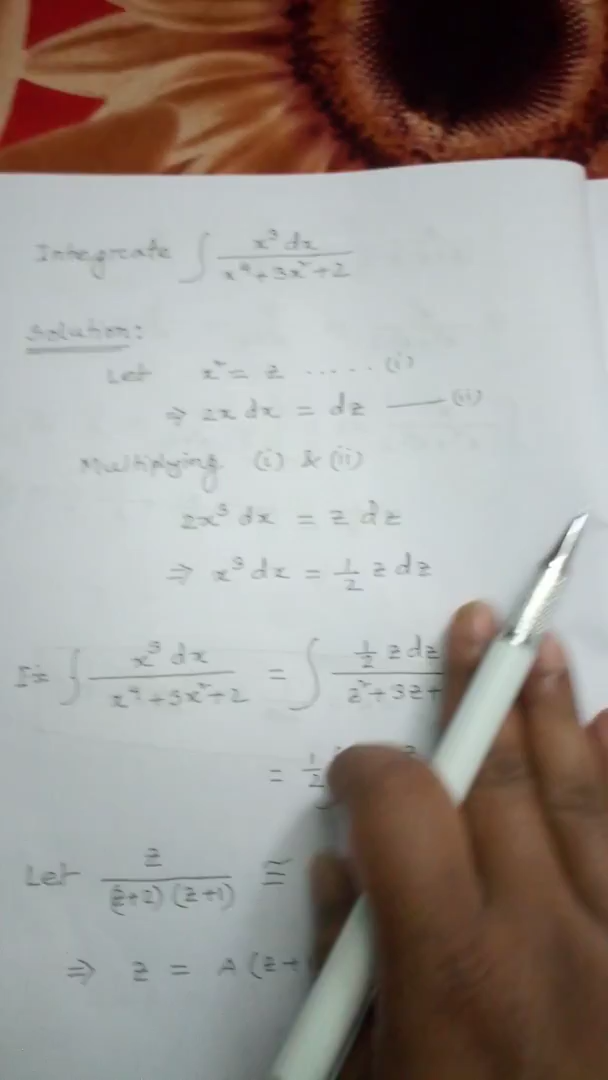 Integrate ∫ x³ dx / x⁴+3x²+2
Solution:
Let x² = z ..... (i)
⇒ 2x dx = dz —— (ii)
Multiplying (i) & (ii)
2x³ dx = z dz
⇒ x³ dx = 1/2 z dz
I = ∫ x³ dx / x⁴+3x²+2 = ∫ 1/2 z dz / z²+3z+
= 1/2
Let z / (z+2) (z+1) ≅
⇒ z = A (z+